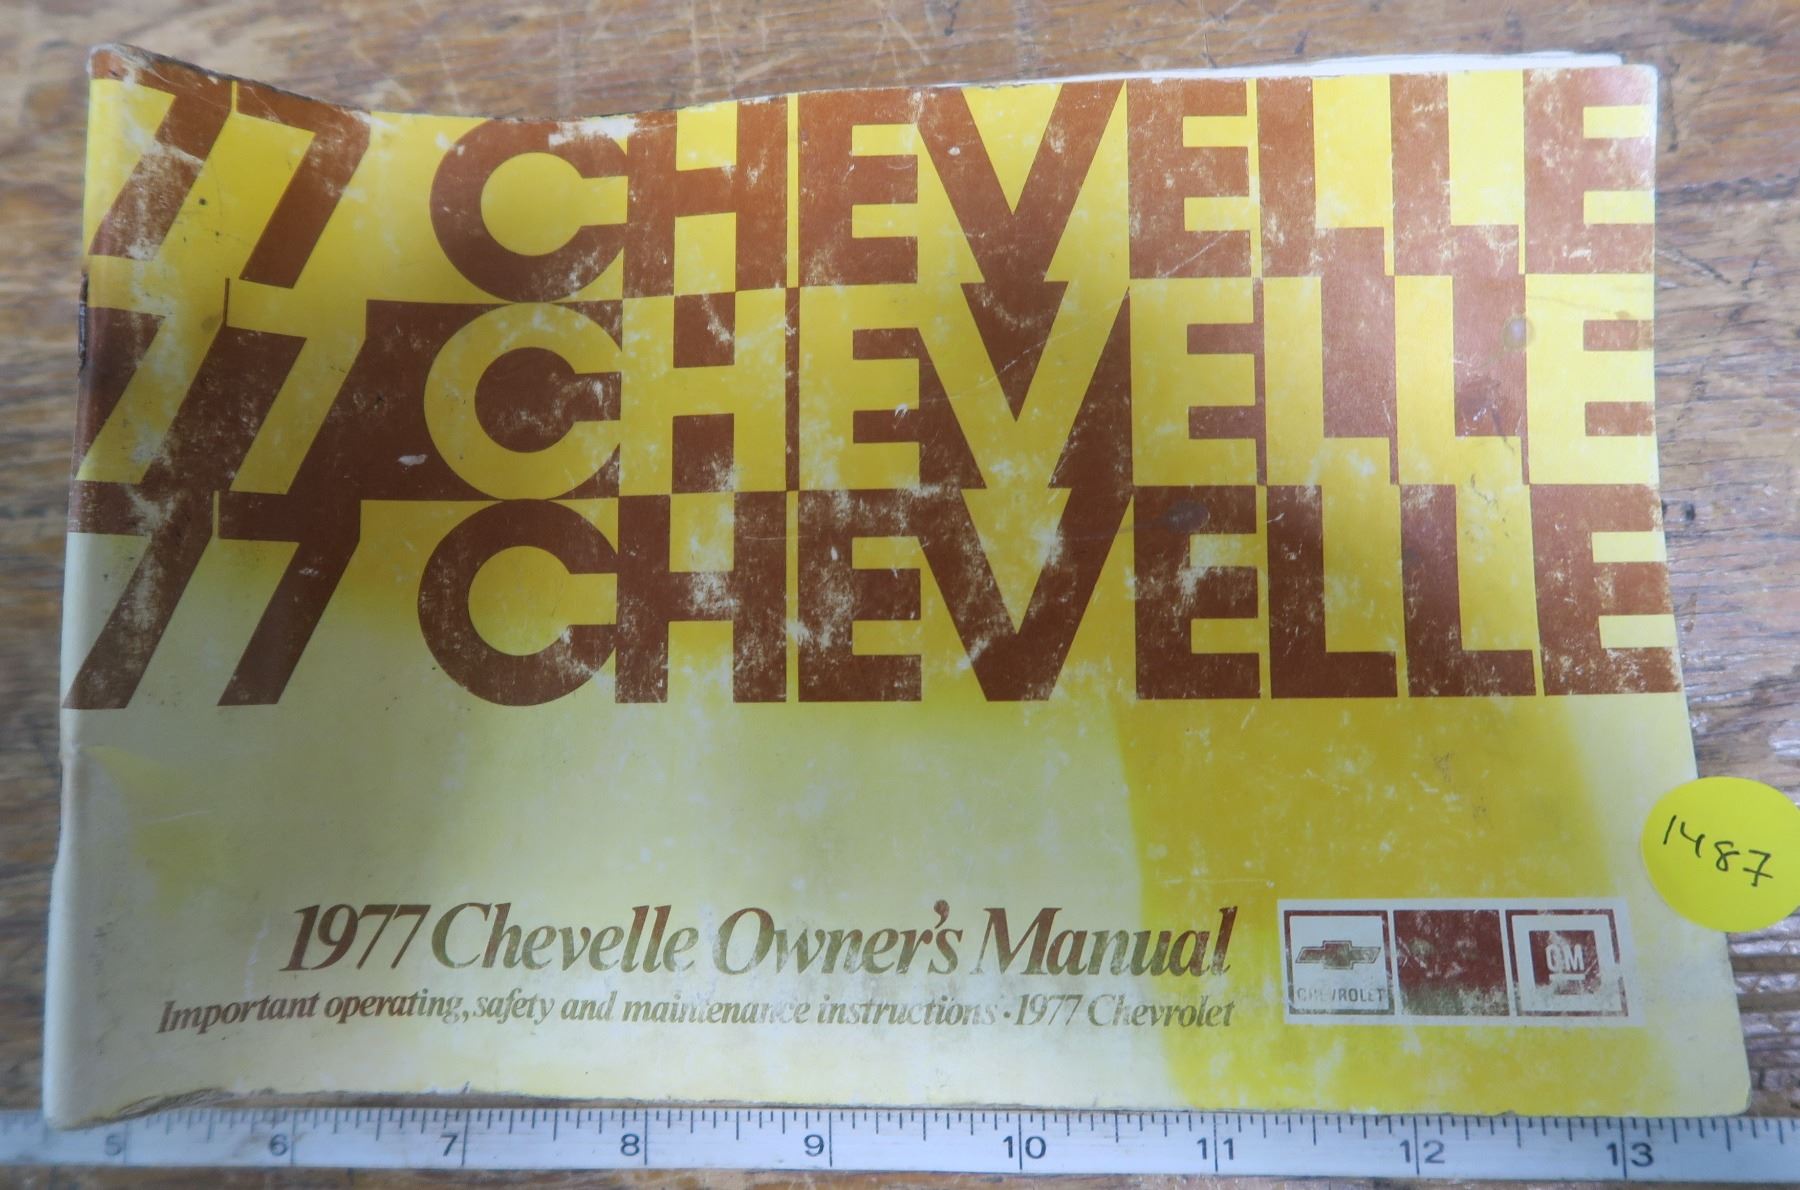 77 CHEVELLE
77 CHEVELLE
77 CHEVELLE
1977 Chevelle Owner's Manual
Important operating, safety and maintenance instructions · 1977 Chevrolet
CHEVROLET
GM
1487
5 6 7 8 9 10 11 12 13